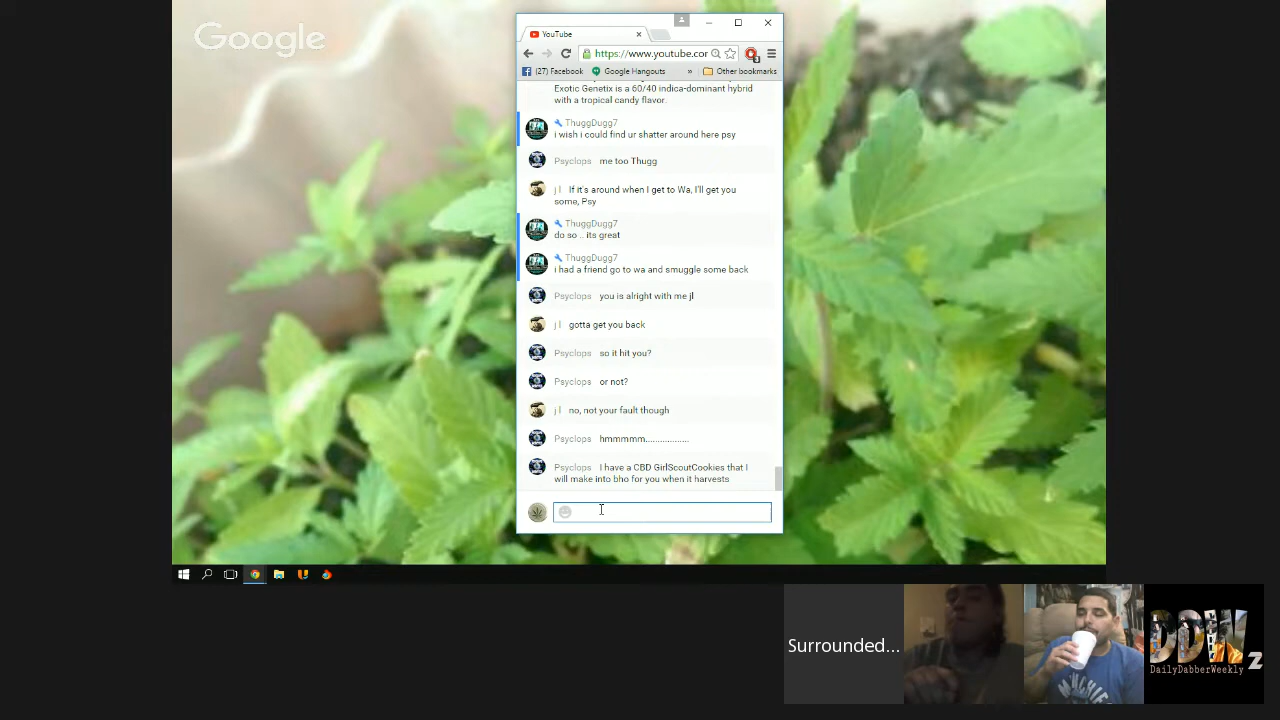 Google
YouTube
https://www.youtube.cor
(27) Facebook
Google Hangouts
»
Other bookmarks
Exotic Genetix is a 60/40 indica-dominant hybrid
with a tropical candy flavor.
ThuggDugg7
i wish i could find ur shatter around here psy
Psyclops me too Thugg
j l If it's around when I get to Wa, I'll get you
some, Psy
ThuggDugg7
do so .. its great
ThuggDugg7
i had a friend go to wa and smuggle some back
Psyclops you is alright with me jl
j l gotta get you back
Psyclops so it hit you?
Psyclops or not?
j l no, not your fault though
Psyclops hmmmmm.................
Psyclops I have a CBD GirlScoutCookies that I
will make into bho for you when it harvests
Surrounded...
MUNCHIES
DDW
z
DailyDabberWeekly